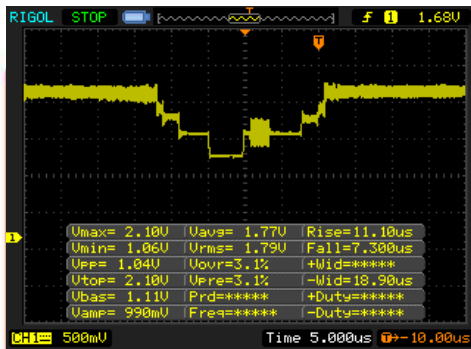 RIGOL STOP T f 1 1.68V
T
1
Vmax= 2.10V Vavg= 1.77V Rise=11.10us
Vmin= 1.06V Vrms= 1.79V Fall=7.300us
Vpp= 1.04V Vovr=3.1% +Wid=*****
Vtop= 2.10V Vpre=3.1% -Wid=18.90us
Vbas= 1.11V Prd=***** +Duty=*****
Vamp= 990mV Freq=***** -Duty=*****
CH1 500mV Time 5.000us T→-10.00us